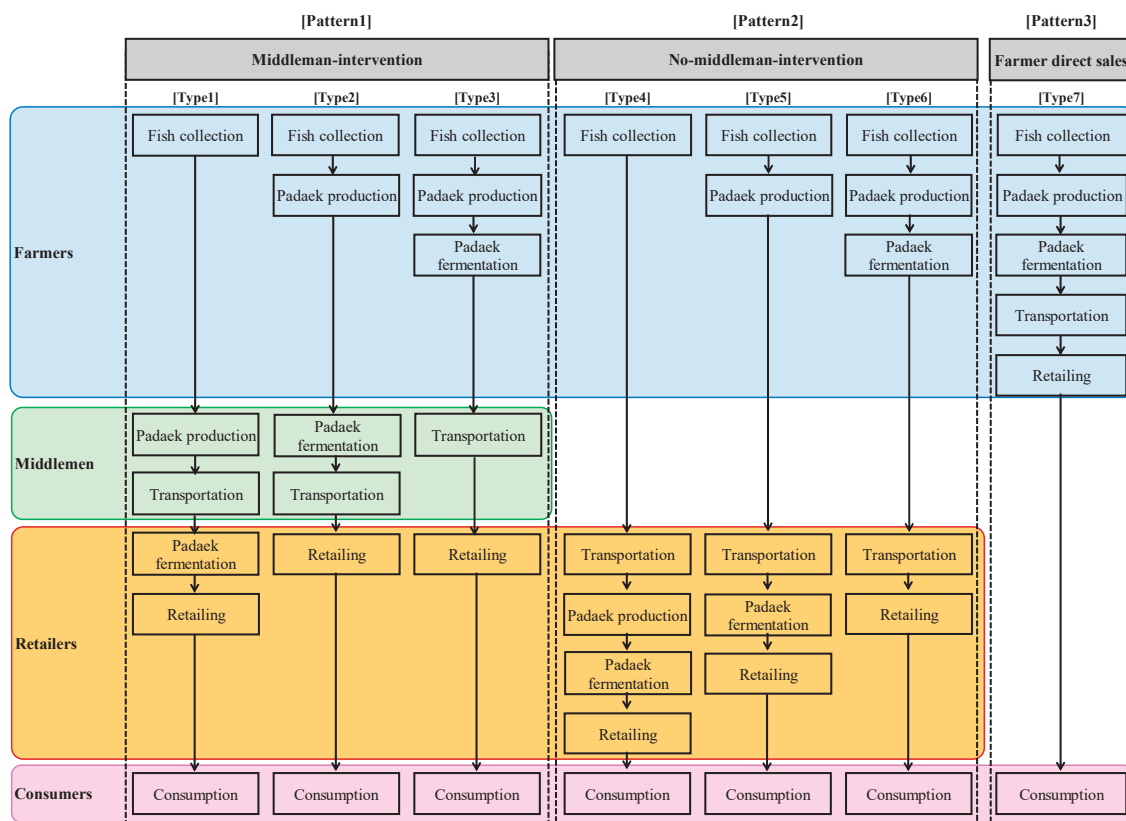 [Pattern1] [Pattern2] [Pattern3]
Middleman-intervention No-middleman-intervention Farmer direct sales
[Type1] [Type2] [Type3] [Type4] [Type5] [Type6] [Type7]
Fish collection Fish collection Fish collection Fish collection Fish collection Fish collection Fish collection
Padaek production Padaek production Padaek production Padaek production Padaek production
Farmers
Padaek
fermentation
Padaek
fermentation
Padaek
fermentation
Transportation
Retailing
Middlemen
Padaek production
Padaek
fermentation
Transportation
Transportation Transportation
Retailers
Padaek
fermentation
Retailing Retailing Transportation Transportation Transportation
Retailing
Padaek production
Padaek
fermentation
Retailing
Padaek
fermentation
Retailing
Retailing
Consumers
Consumption Consumption Consumption Consumption Consumption Consumption Consumption